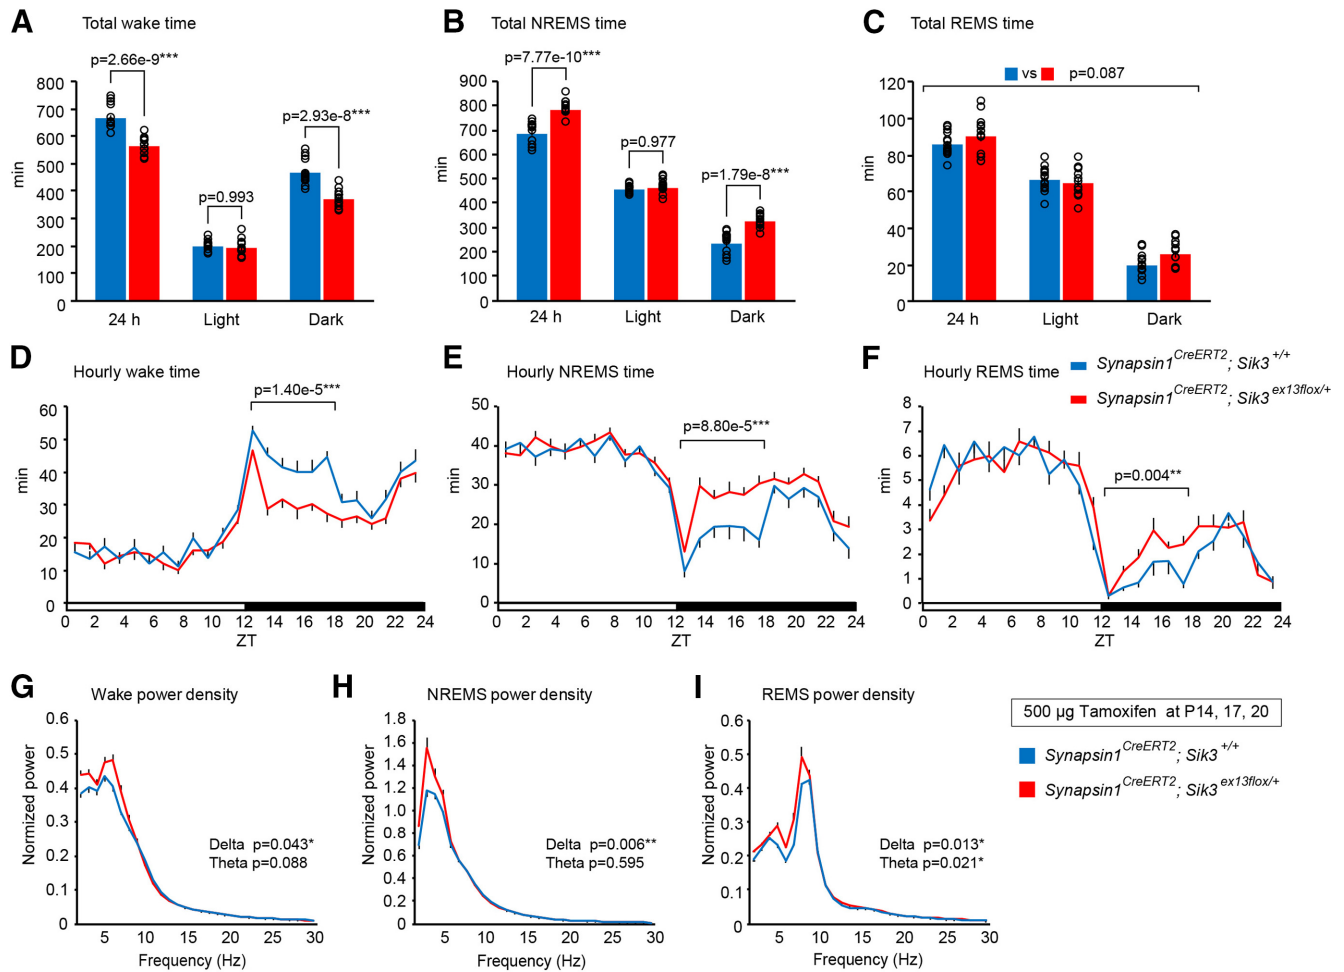 A Total wake time
p=2.66e-9***
p=2.93e-8***
p=0.993
min
800
700
600
500
400
300
200
100
0
24 h Light Dark
B Total NREMS time
p=7.77e-10***
p=0.977
p=1.79e-8***
min
900
800
700
600
500
400
300
200
100
0
24 h Light Dark
C Total REMS time
vs p=0.087
min
120
80
60
40
20
0
24 h Light Dark
D Hourly wake time
p=1.40e-5***
min
60
50
40
30
20
10
0
0 2 4 6 8 10 12 14 16 18 20 22 24
ZT
E Hourly NREMS time
p=8.80e-5***
min
50
40
30
20
10
0
0 2 4 6 8 10 12 14 16 18 20 22 24
ZT
F Hourly REMS time
Synapsin1CreERT2; Sik3+/+
Synapsin1CreERT2; Sik3ex13flox/+
p=0.004**
min
8
7
6
5
4
3
2
1
0
0 2 4 6 8 10 12 14 16 18 20 22 24
ZT
G Wake power density
Normized power
0.6
0.5
0.4
0.3
0.2
0.1
0
Delta p=0.043*
Theta p=0.088
5 10 15 20 25 30
Frequency (Hz)
H NREMS power density
Normized power
1.8
1.6
1.4
1.2
1.0
0.8
0.6
0.4
0.2
0
Delta p=0.006**
Theta p=0.595
5 10 15 20 25 30
Frequency (Hz)
I REMS power density
Normized power
0.6
0.5
0.4
0.3
0.2
0.1
0
Delta p=0.013*
Theta p=0.021*
5 10 15 20 25 30
Frequency (Hz)
500 µg Tamoxifen at P14, 17, 20
Synapsin1CreERT2; Sik3+/+
Synapsin1CreERT2; Sik3ex13flox/+